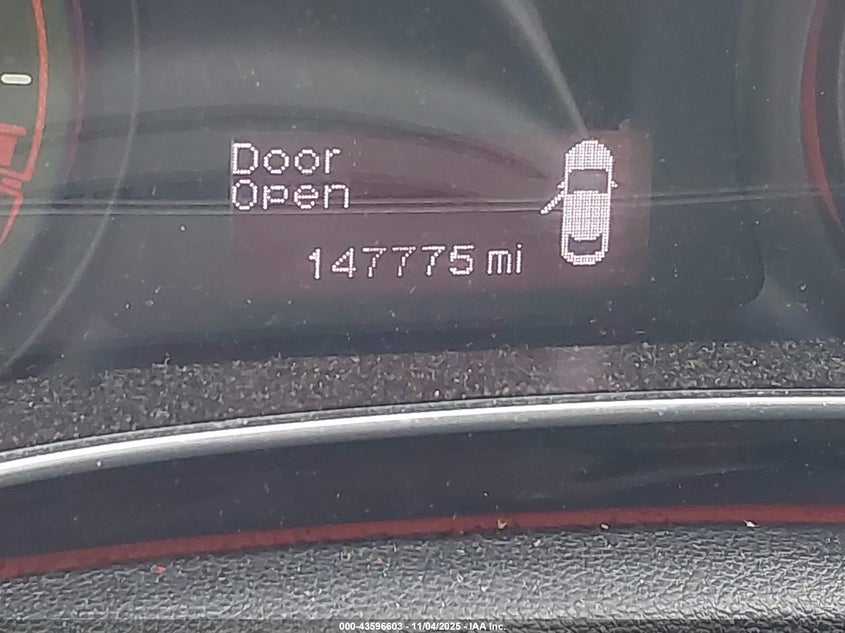 Door
Open
147775 mi
000-43596603 - 11/04/2025 - IAA Inc.